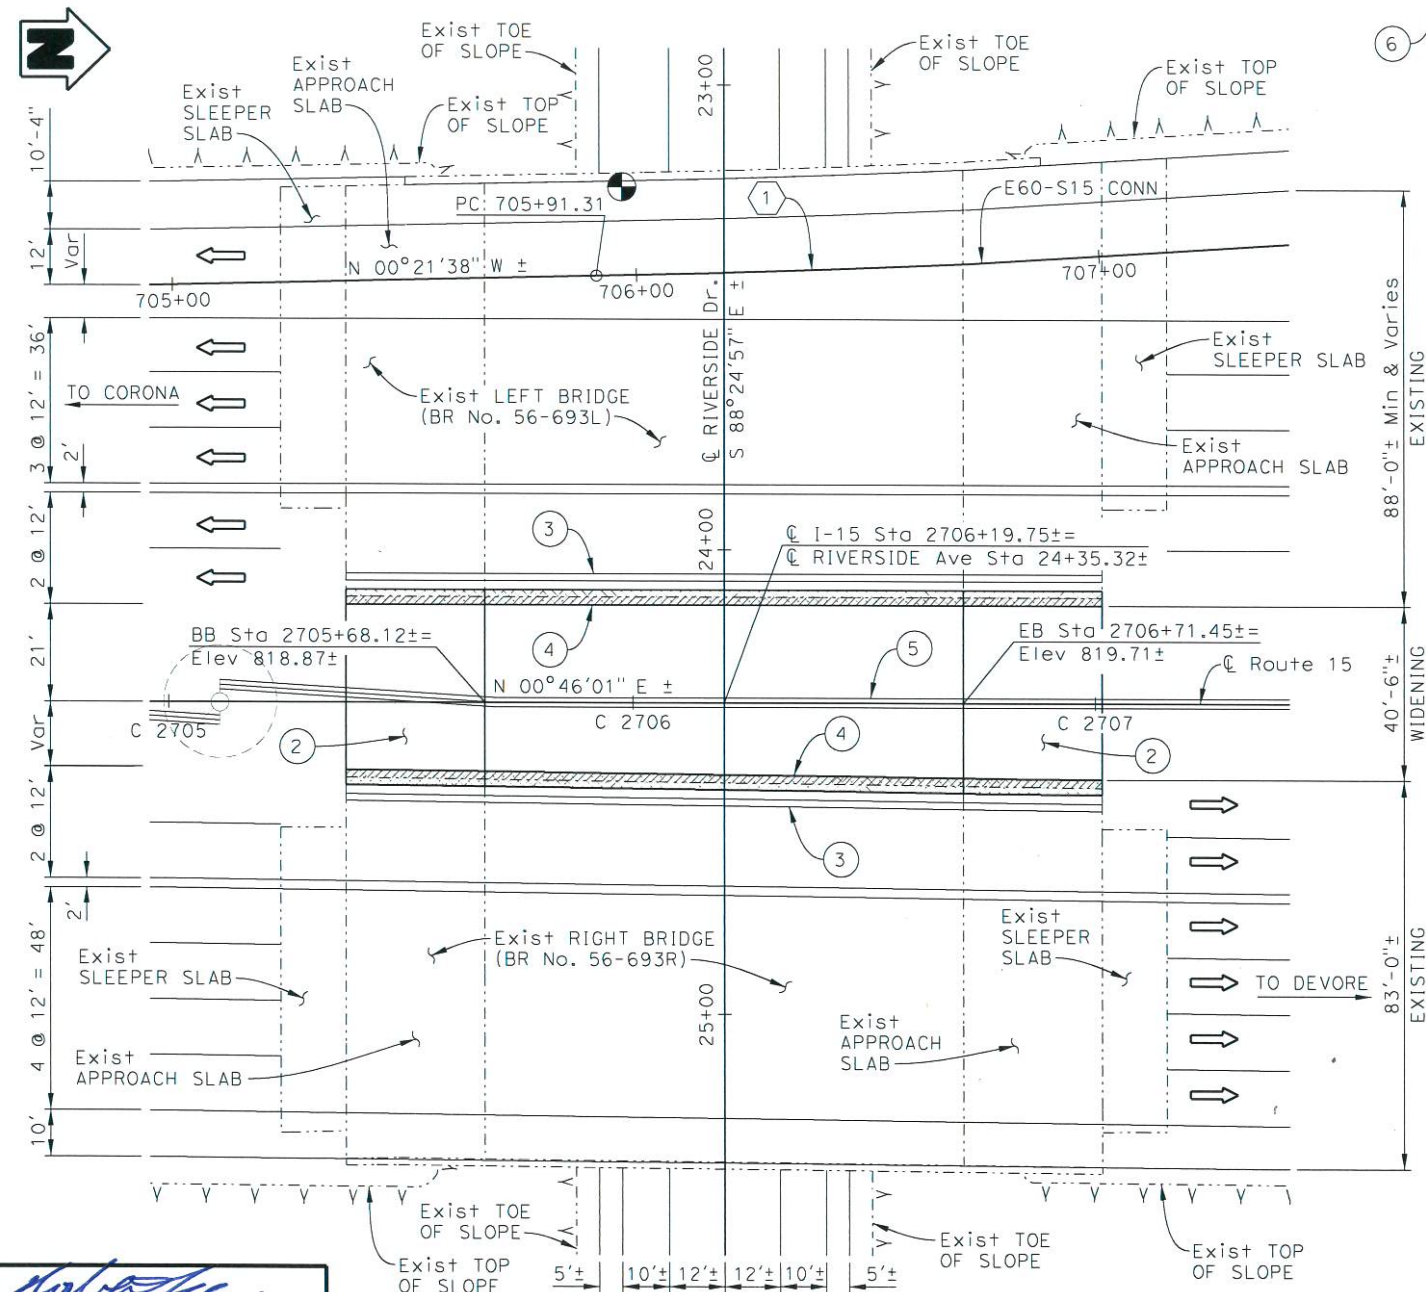 N
Exist TOE
OF SLOPE
Exist
APPROACH
SLAB
Exist
SLEEPER
SLAB
Exist TOP
OF SLOPE
23+00
Exist TOE
OF SLOPE
Exist TOP
OF SLOPE
6
10'-4"
12'
Var
PC 705+91.31
1
E60-S15 CONN
N 00°21'38" W ±
705+00
706+00
707+00
℄ RIVERSIDE Dr.
S 88°24'57" E ±
3 @ 12' = 36'
TO CORONA
2'
Exist LEFT BRIDGE
(BR No. 56-693L)
Exist
SLEEPER SLAB
Exist
APPROACH SLAB
88'-0"± Min & Varies
EXISTING
2 @ 12'
3
24+00
℄ I-15 Sta 2706+19.75±=
℄ RIVERSIDE Ave Sta 24+35.32±
21'
BB Sta 2705+68.12±=
Elev 818.87±
4
5
EB Sta 2706+71.45±=
Elev 819.71±
℄ Route 15
N 00°46'01" E ±
C 2705
C 2706
C 2707
40'-6"±
WIDENING
Var
2
4
2
2 @ 12'
3
2'
4 @ 12' = 48'
Exist
SLEEPER SLAB
Exist RIGHT BRIDGE
(BR No. 56-693R)
Exist
SLEEPER
SLAB
TO DEVORE
83'-0"±
EXISTING
25+00
Exist
APPROACH SLAB
Exist
APPROACH
SLAB
10'
Exist TOE
OF SLOPE
Exist TOP
OF SLOPE
Exist TOE
OF SLOPE
Exist TOP
OF SLOPE
5'±
10'±
12'±
12'±
10'±
5'±